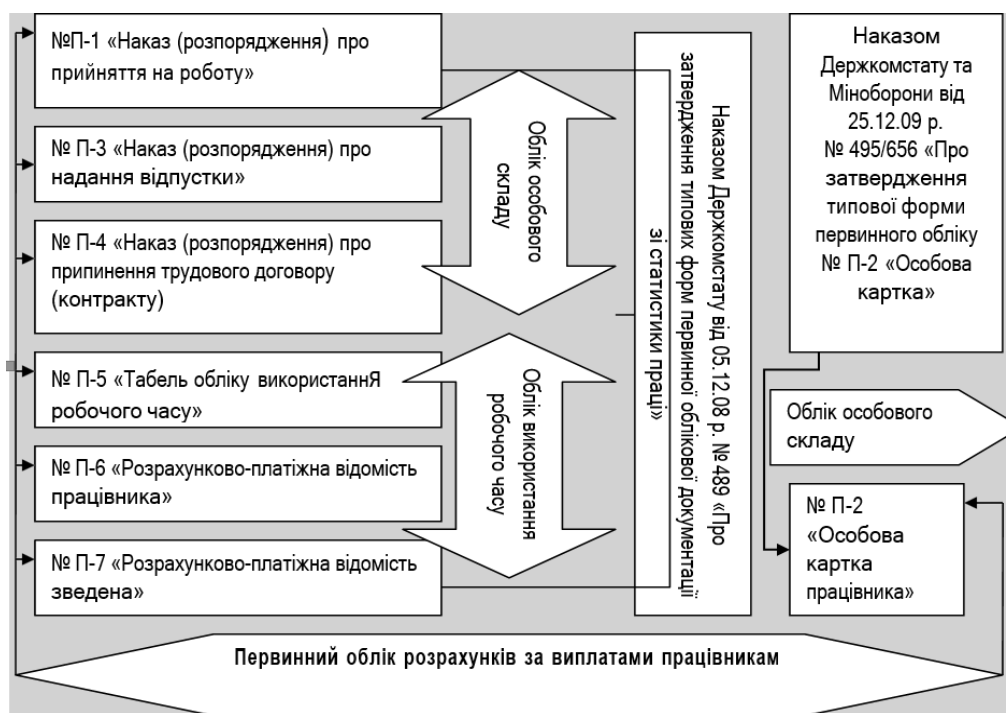 №П-1 «Наказ (розпорядження) про
прийняття на роботу»
№ П-3 «Наказ (розпорядження) про
надання відпустки»
№ П-4 «Наказ (розпорядження) про
припинення трудового договору
(контракту)
№ П-5 «Табель обліку використаннЯ
робочого часу»
№ П-6 «Розрахунково-платіжна відомість
працівника»
№ П-7 «Розрахунково-платіжна відомість
зведена»
Облік особового
складу
Облік використання
робочого часу
Наказом Держкомстату від 05.12.08 р. № 489 «Про
затвердження типових форм первинної облікової документації
зі статистики праці»
Наказом
Держкомстату та
Міноборони від
25.12.09 р.
№ 495/656 «Про
затвердження
типової форми
первинного обліку
№ П-2 «Особова
картка»
Облік особового
складу
№ П-2
«Особова
картка
працівника»
Первинний облік розрахунків за виплатами працівникам